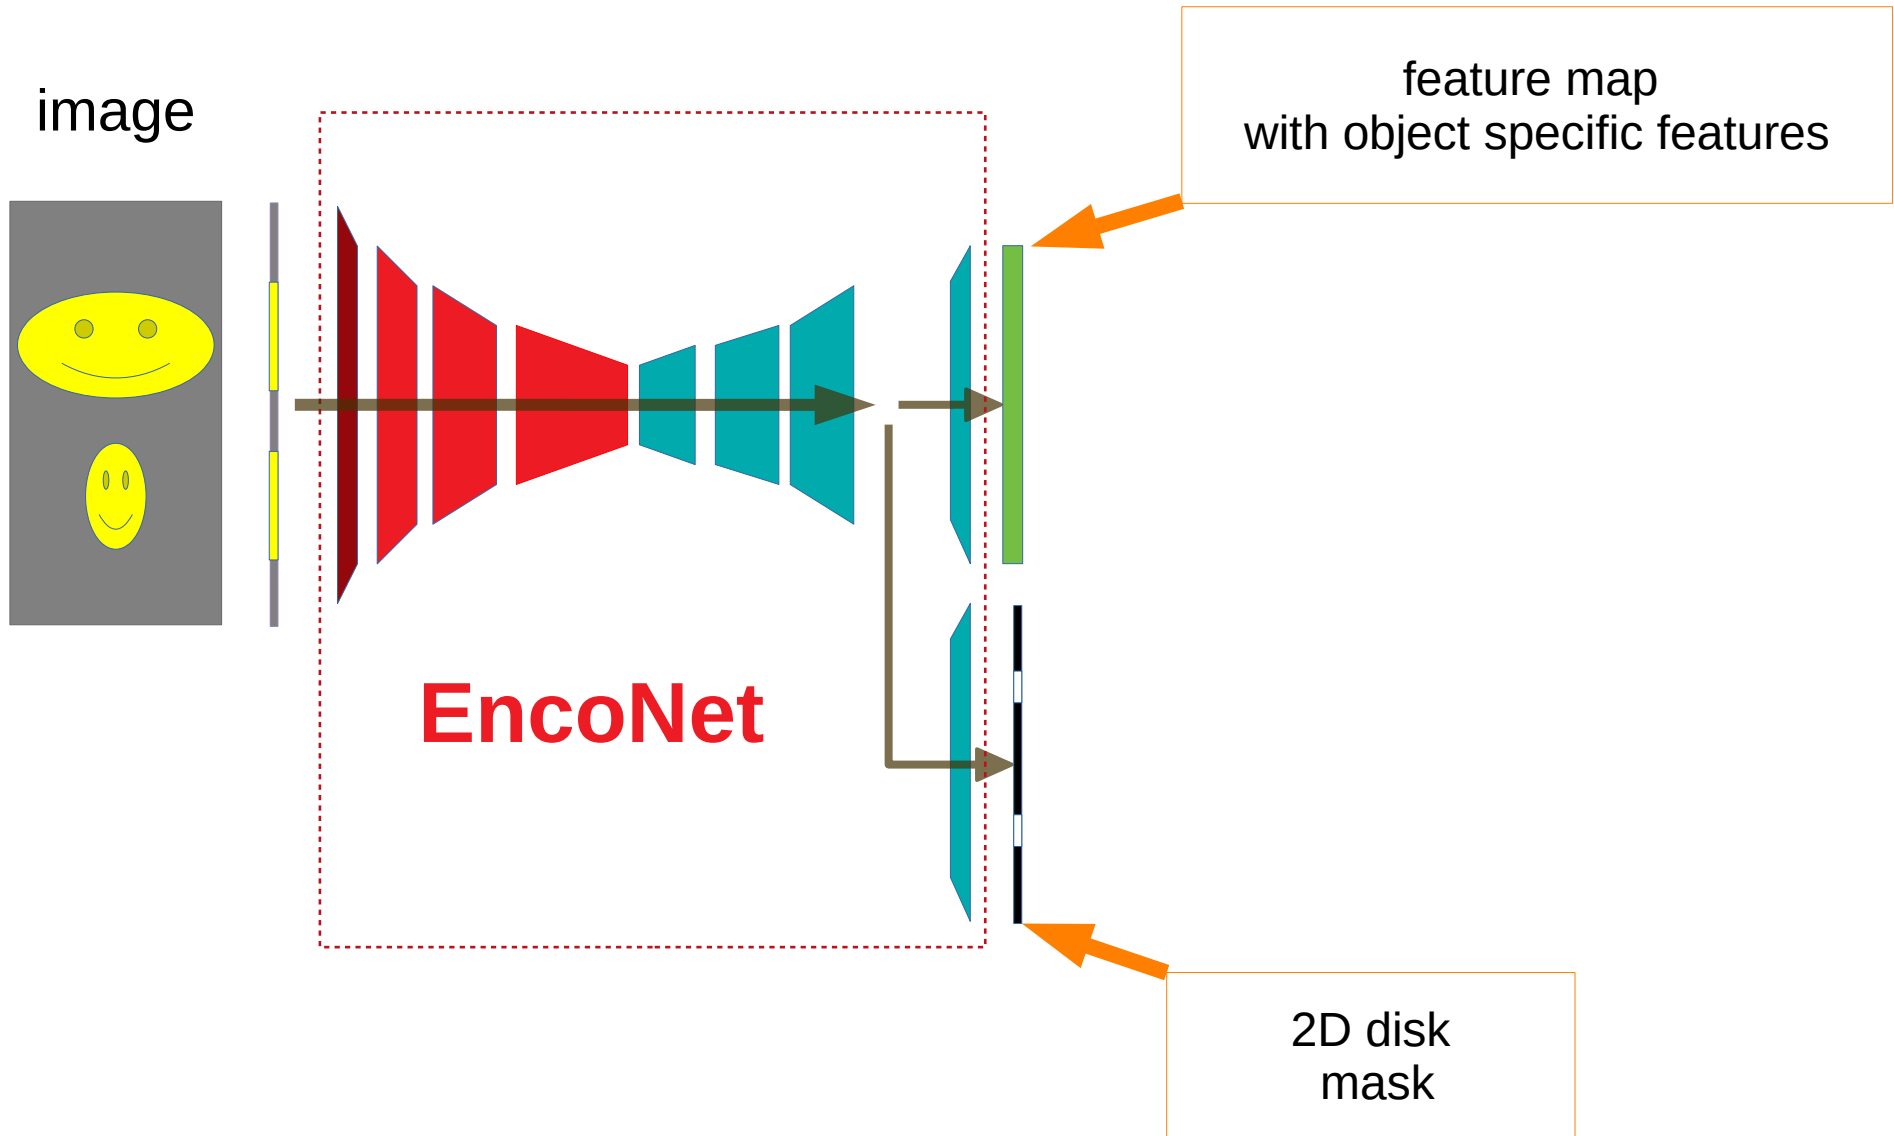 image
feature map
with object specific features
EncoNet
2D disk
mask